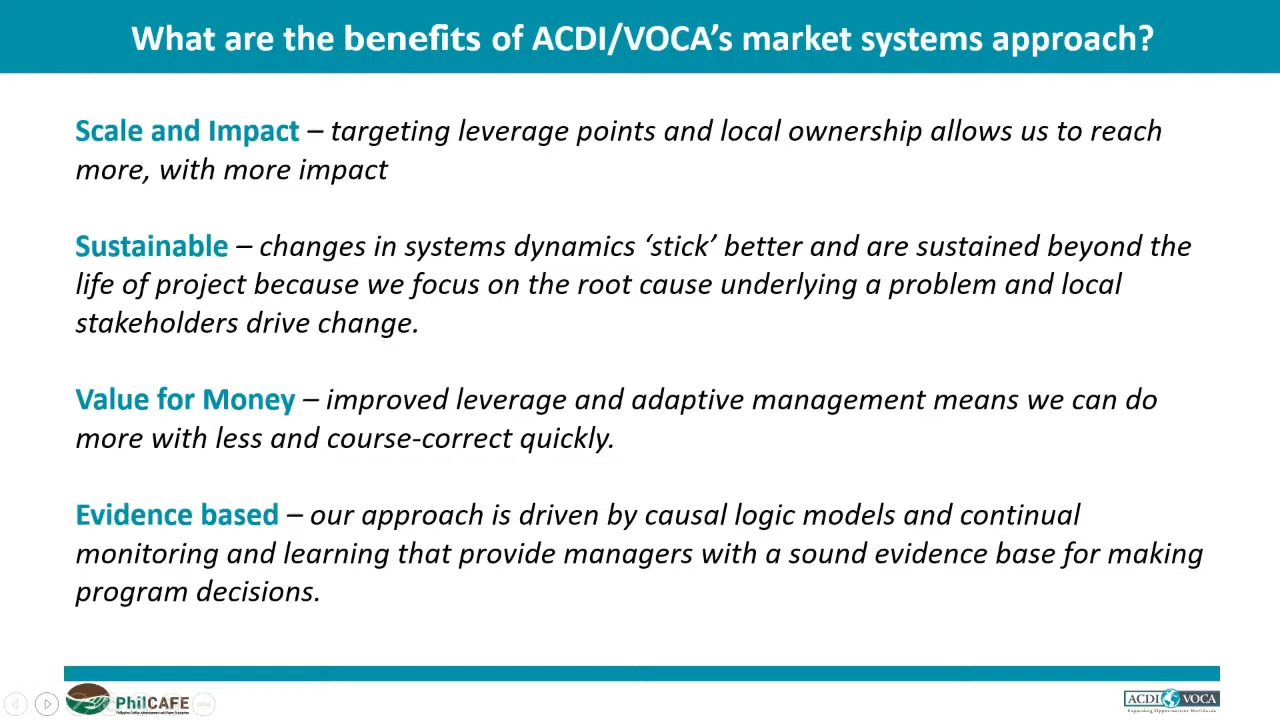 What are the benefits of ACDI/VOCA's market systems approach?
Scale and Impact – targeting leverage points and local ownership allows us to reach
more, with more impact
Sustainable – changes in systems dynamics ‘stick’ better and are sustained beyond the
life of project because we focus on the root cause underlying a problem and local
stakeholders drive change.
Value for Money – improved leverage and adaptive management means we can do
more with less and course-correct quickly.
Evidence based – our approach is driven by causal logic models and continual
monitoring and learning that provide managers with a sound evidence base for making
program decisions.
PhilCAFE
ACDI VOCA
Expanding Opportunities Worldwide